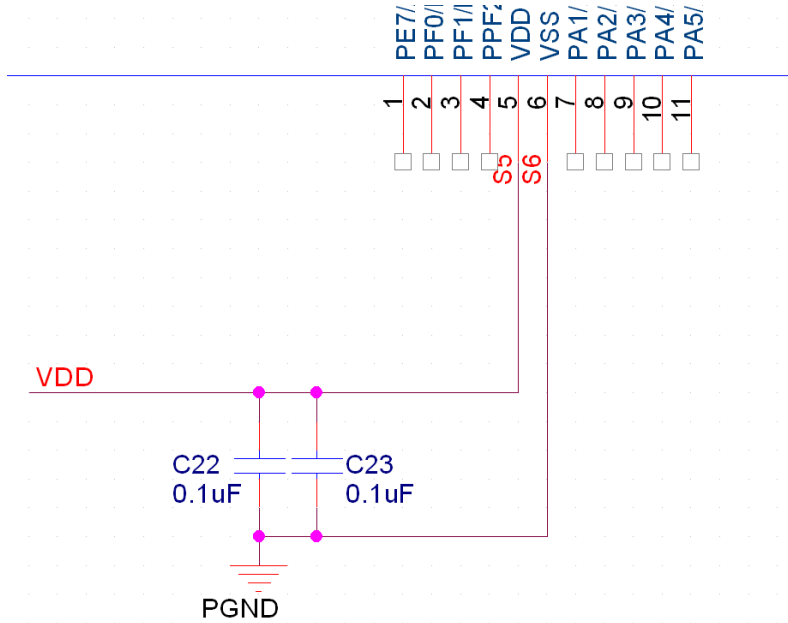 PE7/
PF0/
PF1/
PPF2
VDD
VSS
PA1/
PA2/
PA3/
PA4/
PA5/
1
2
3
4
5
6
7
8
9
10
11
S5
S6
VDD
C22
0.1uF
C23
0.1uF
PGND